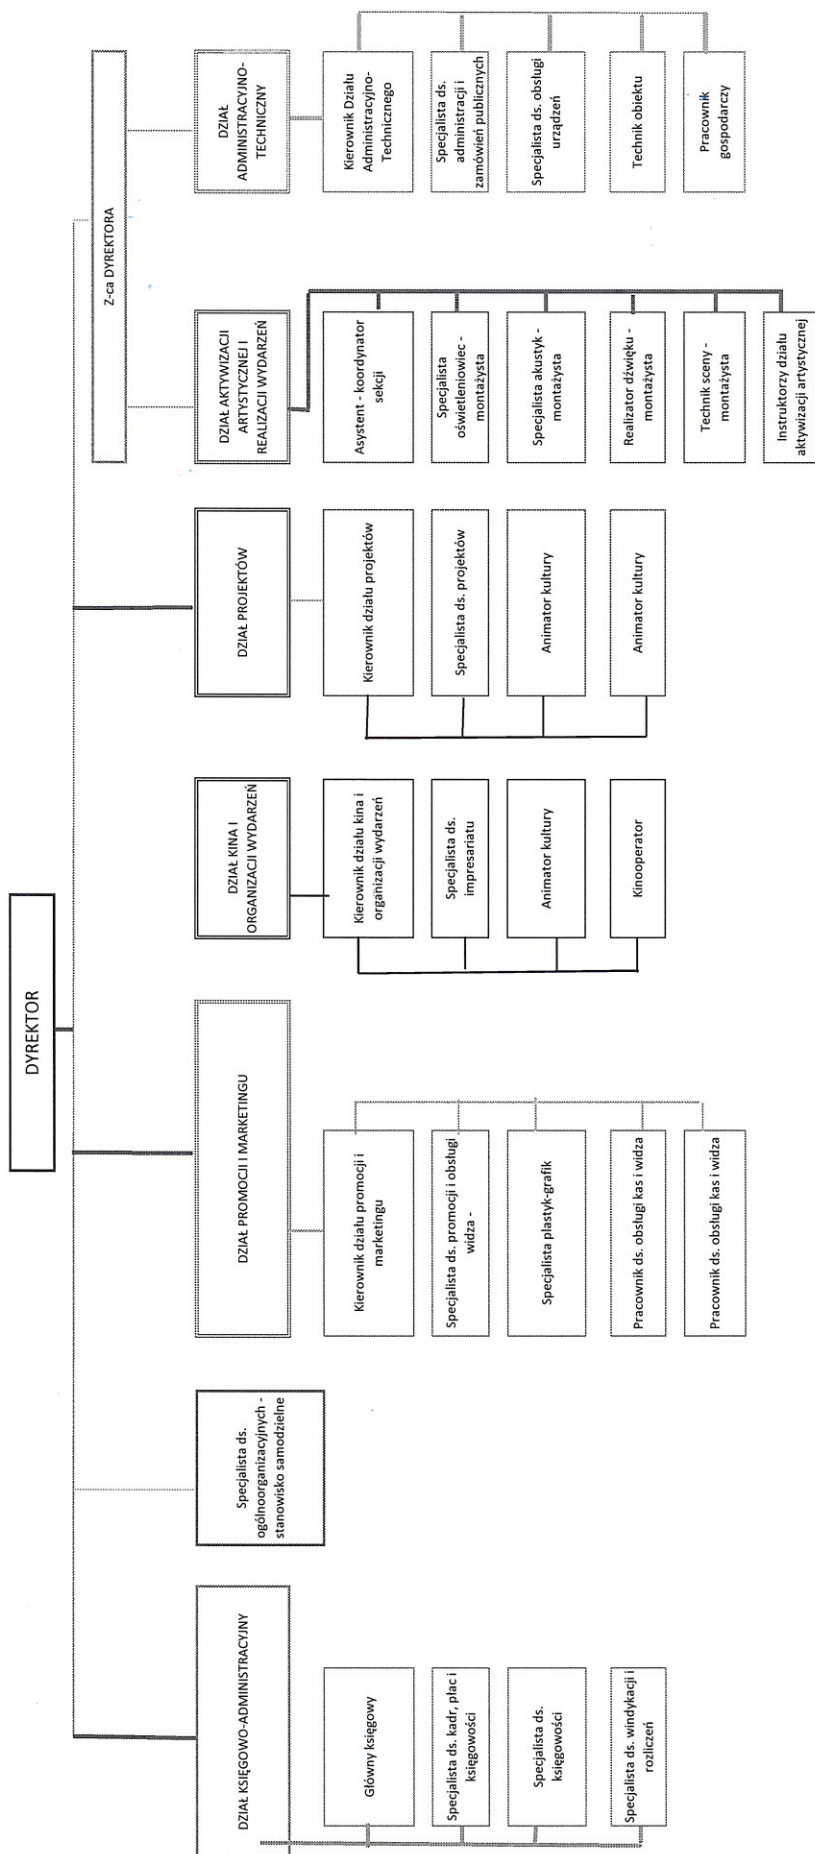 DYREKTOR
Z-ca DYREKTORA
DZIAŁ KSIĘGOWO-ADMINISTRACYJNY
Główny księgowy
Specjalista ds. kadr, płac i
księgowości
Specjalista ds.
księgowości
Specjalista ds. windykacji i
rozliczeń
Specjalista ds.
ogólnoorganizacyjnych -
stanowisko samodzielne
DZIAŁ PROMOCJI I MARKETINGU
Kierownik działu promocji i
marketingu
Specjalista ds. promocji i obsługi
widza -
Specjalista plastyk-grafik
Pracownik ds. obsługi kas i widza
Pracownik ds. obsługi kas i widza
DZIAŁ KINA I
ORGANIZACJI WYDARZEŃ
Kierownik działu kina i
organizacji wydarzeń
Specjalista ds.
impresariatu
Animator kultury
Kinooperator
DZIAŁ PROJEKTÓW
Kierownik działu projektów
Specjalista ds. projektów
Animator kultury
Animator kultury
DZIAŁ AKTYWIZACJI
ARTYSTYCZNEJ I
REALIZACJI WYDARZEŃ
Asystent - koordynator
sekcji
Specjalista
oświetleniowiec -
montażysta
Specjalista akustyk -
montażysta
Realizator dźwięku -
montażysta
Technik sceny -
montażysta
Instruktorzy działu
aktywizacji artystycznej
DZIAŁ
ADMINISTRACYJNO-
TECHNICZNY
Kierownik Działu
Administracyjno-
Technicznego
Specjalista ds.
administracji i
zamówień publicznych
Specjalista ds. obsługi
urządzeń
Technik obiektu
Pracownik
gospodarczy